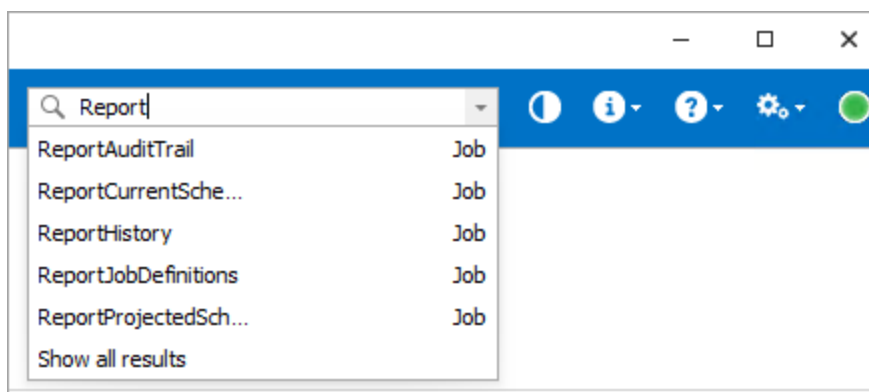 Report
ReportAuditTrail Job
ReportCurrentSche... Job
ReportHistory Job
ReportJobDefinitions Job
ReportProjectedSch... Job
Show all results